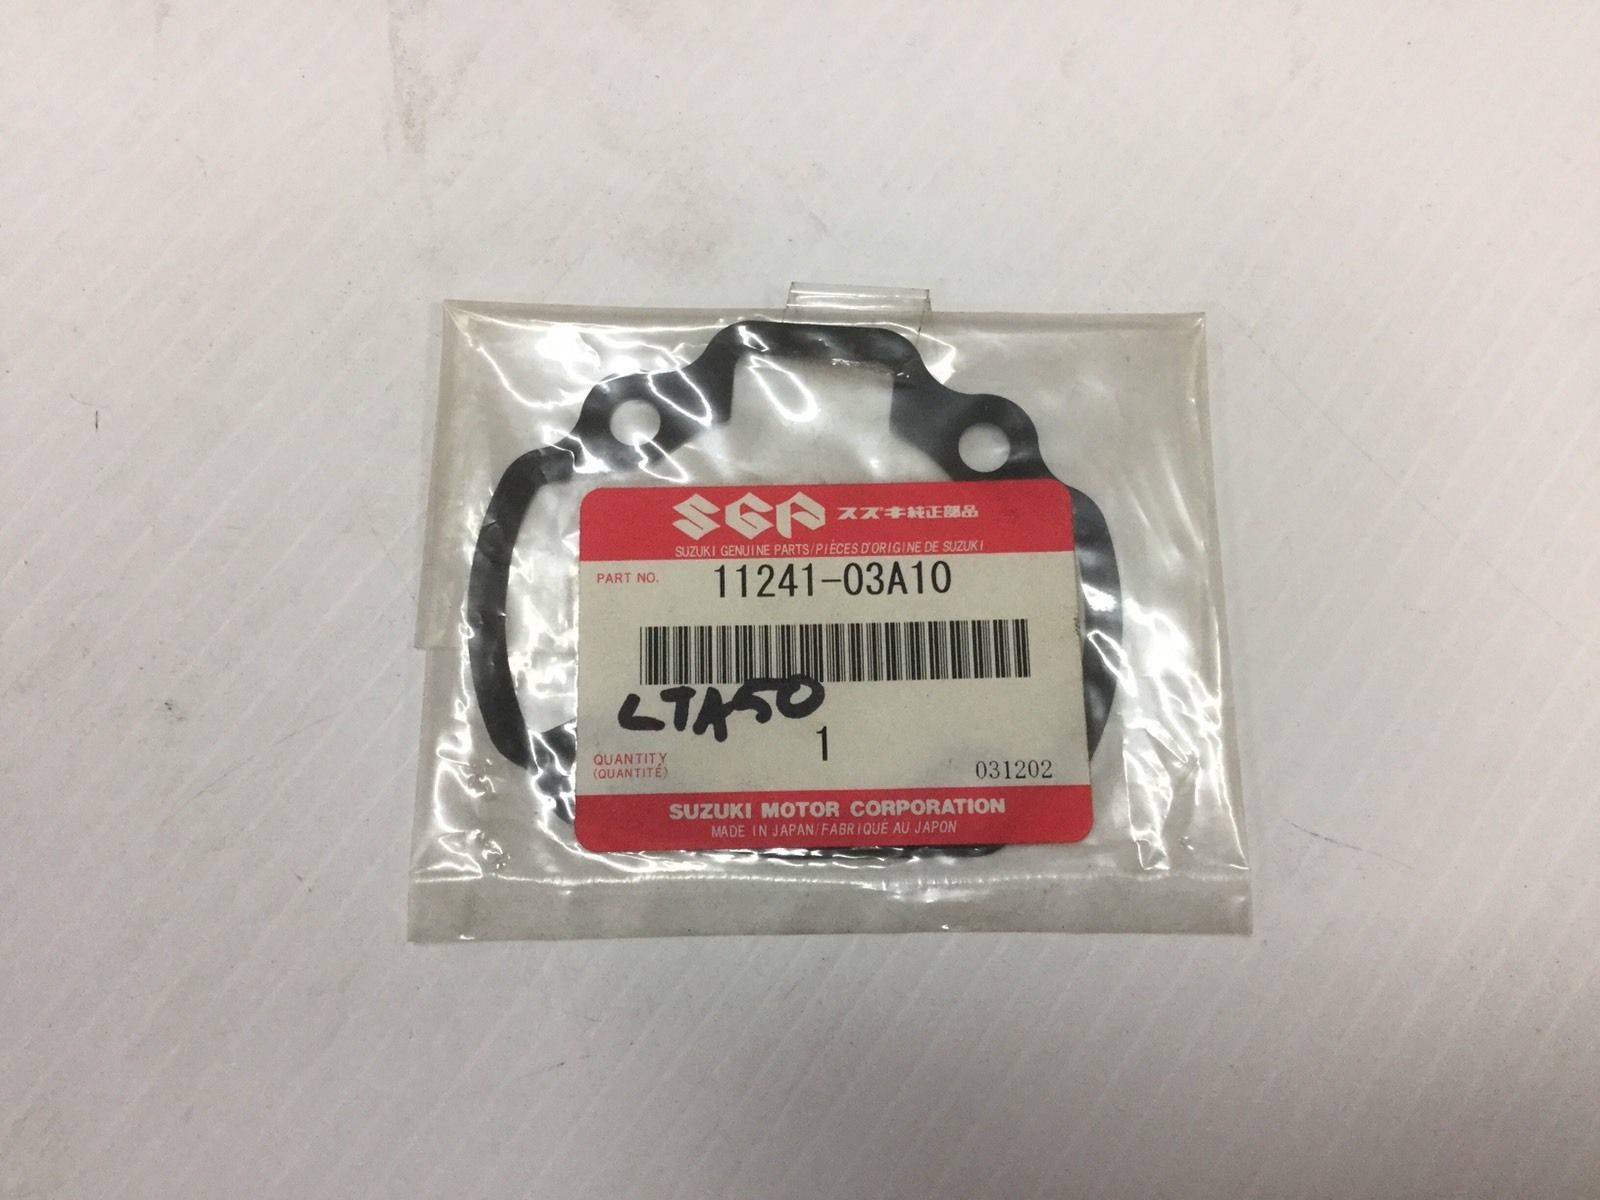 SGP スズキ純正部品
SUZUKI GENUINE PARTS/PIÈCES D'ORIGINE DE SUZUKI
PART NO. 11241-03A10
LTA50
1
QUANTITY
(QUANTITÉ)
031202
SUZUKI MOTOR CORPORATION
MADE IN JAPAN/FABRIQUÉ AU JAPON